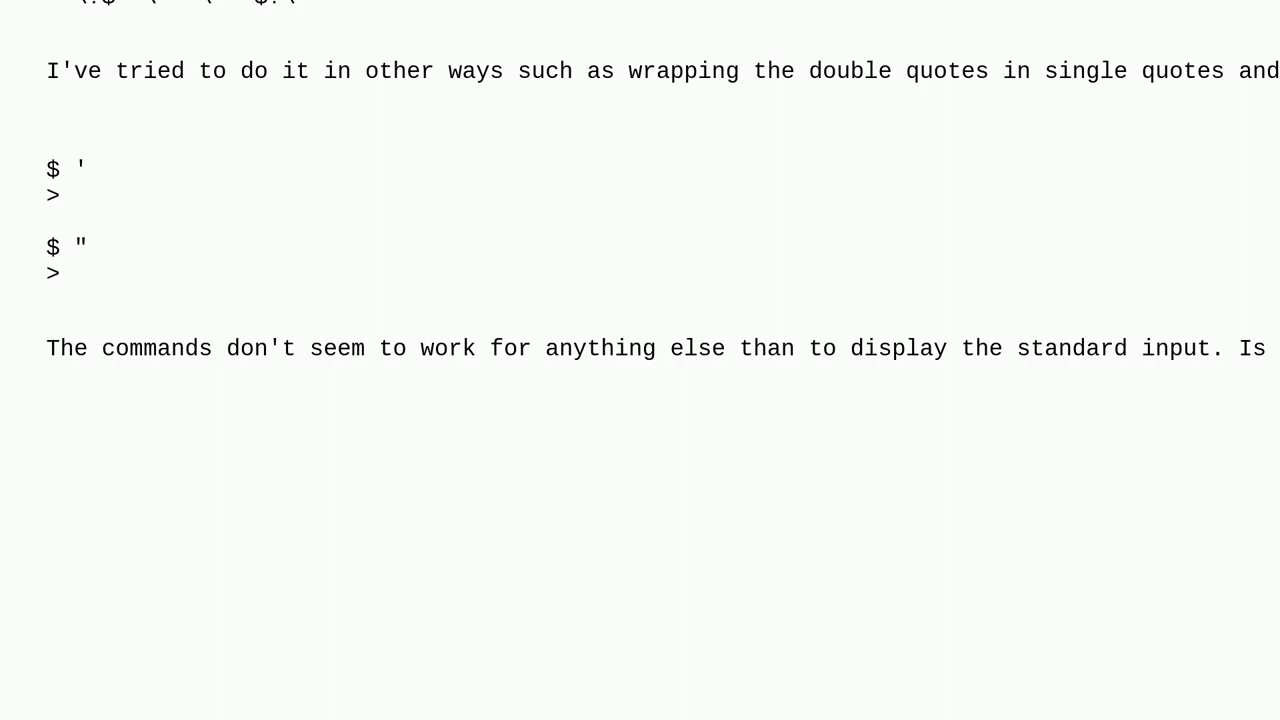 I've tried to do it in other ways such as wrapping the double quotes in single quotes and
$ '
>
$ "
>
The commands don't seem to work for anything else than to display the standard input. Is